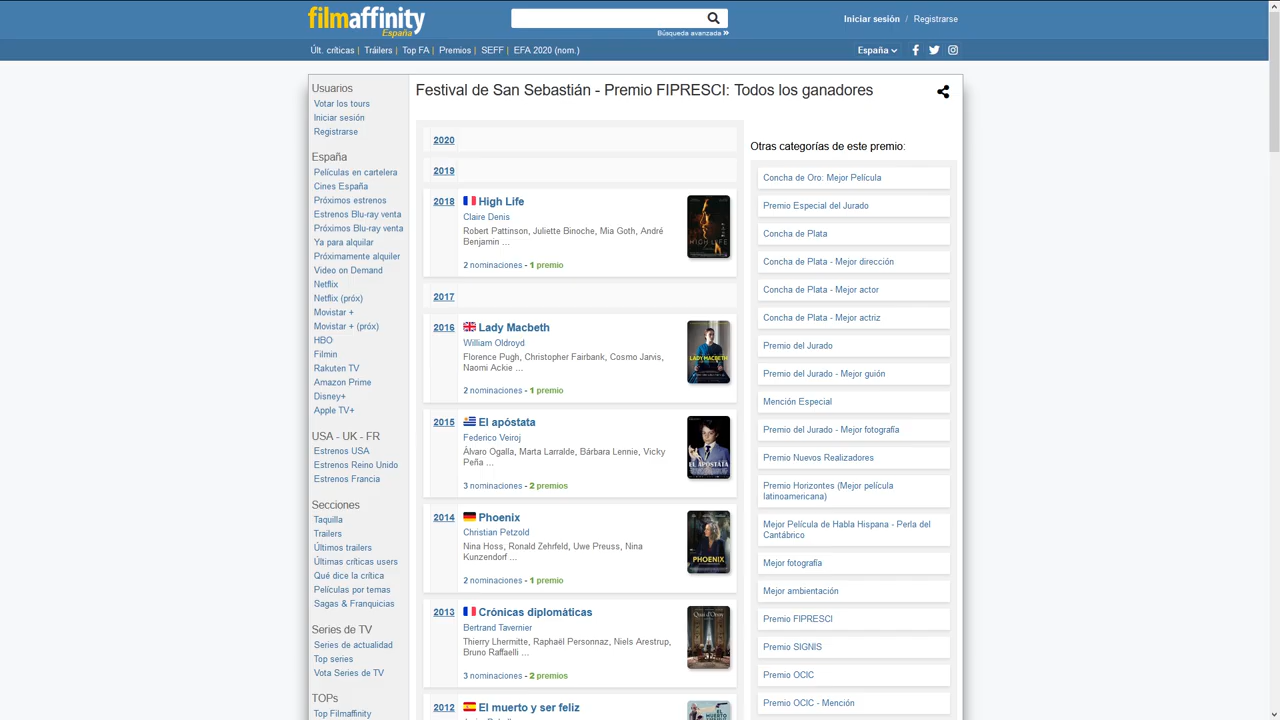 filmaffinity
España
Búsqueda avanzada
Iniciar sesión / Registrarse
Últ. críticas | Tráilers | Top FA | Premios | SEFF | EFA 2020 (nom.)
España
Usuarios
Votar los tours
Iniciar sesión
Registrarse
España
Películas en cartelera
Cines España
Próximos estrenos
Estrenos Blu-ray venta
Próximos Blu-ray venta
Ya para alquilar
Próximamente alquiler
Video on Demand
Netflix
Netflix (próx)
Movistar +
Movistar + (próx)
HBO
Filmin
Rakuten TV
Amazon Prime
Disney+
Apple TV+
USA - UK - FR
Estrenos USA
Estrenos Reino Unido
Estrenos Francia
Secciones
Taquilla
Trailers
Últimos trailers
Últimas críticas users
Qué dice la crítica
Películas por temas
Sagas & Franquicias
Series de TV
Series de actualidad
Top series
Vota Series de TV
TOPs
Top Filmaffinity
Festival de San Sebastián - Premio FIPRESCI: Todos los ganadores
2020
2019
2018 High Life
Claire Denis
Robert Pattinson, Juliette Binoche, Mia Goth, André
Benjamin ...
2 nominaciones - 1 premio
HIGH LIFE
2017
2016 Lady Macbeth
William Oldroyd
Florence Pugh, Christopher Fairbank, Cosmo Jarvis,
Naomi Ackie ...
2 nominaciones - 1 premio
LADY MACBETH
2015 El apóstata
Federico Veiroj
Álvaro Ogalla, Marta Larralde, Bárbara Lennie, Vicky
Peña ...
3 nominaciones - 2 premios
EL APÓSTATA
2014 Phoenix
Christian Petzold
Nina Hoss, Ronald Zehrfeld, Uwe Preuss, Nina
Kunzendorf ...
2 nominaciones - 1 premio
PHOENIX
2013 Crónicas diplomáticas
Bertrand Tavernier
Thierry Lhermitte, Raphaël Personnaz, Niels Arestrup,
Bruno Raffaelli ...
3 nominaciones - 2 premios
Quai d'Orsay
2012 El muerto y ser feliz
EL MUERTO
Otras categorías de este premio:
Concha de Oro: Mejor Película
Premio Especial del Jurado
Concha de Plata
Concha de Plata - Mejor dirección
Concha de Plata - Mejor actor
Concha de Plata - Mejor actriz
Premio del Jurado
Premio del Jurado - Mejor guión
Mención Especial
Premio del Jurado - Mejor fotografía
Premio Nuevos Realizadores
Premio Horizontes (Mejor película
latinoamericana)
Mejor Película de Habla Hispana - Perla del
Cantábrico
Mejor fotografía
Mejor ambientación
Premio FIPRESCI
Premio SIGNIS
Premio OCIC
Premio OCIC - Mención